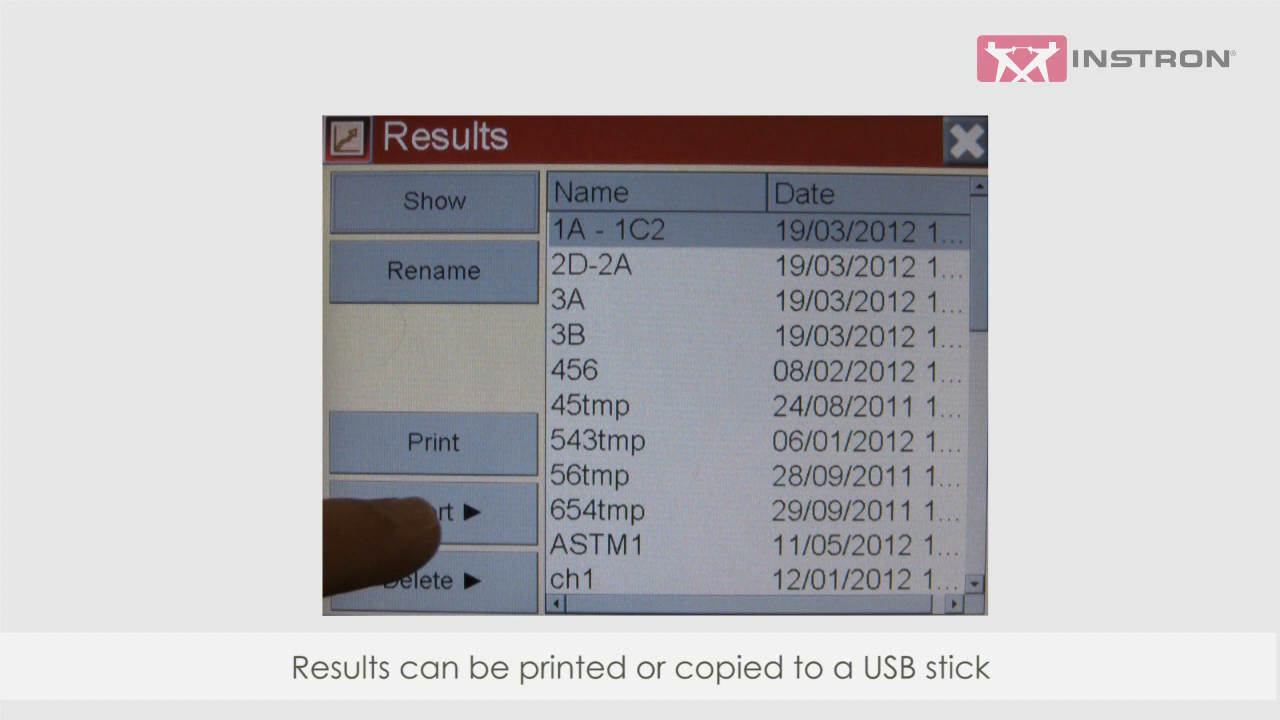 INSTRON®
Results
Show
Rename
Print
Delete ▶
Name Date
1A - 1C2 19/03/2012 1...
2D-2A 19/03/2012 1...
3A 19/03/2012 1...
3B 19/03/2012 1...
456 08/02/2012 1...
45tmp 24/08/2011 1...
543tmp 06/01/2012 1...
56tmp 28/09/2011 1...
654tmp 29/09/2011 1...
ASTM1 11/05/2012 1...
ch1 12/01/2012 1...
Results can be printed or copied to a USB stick